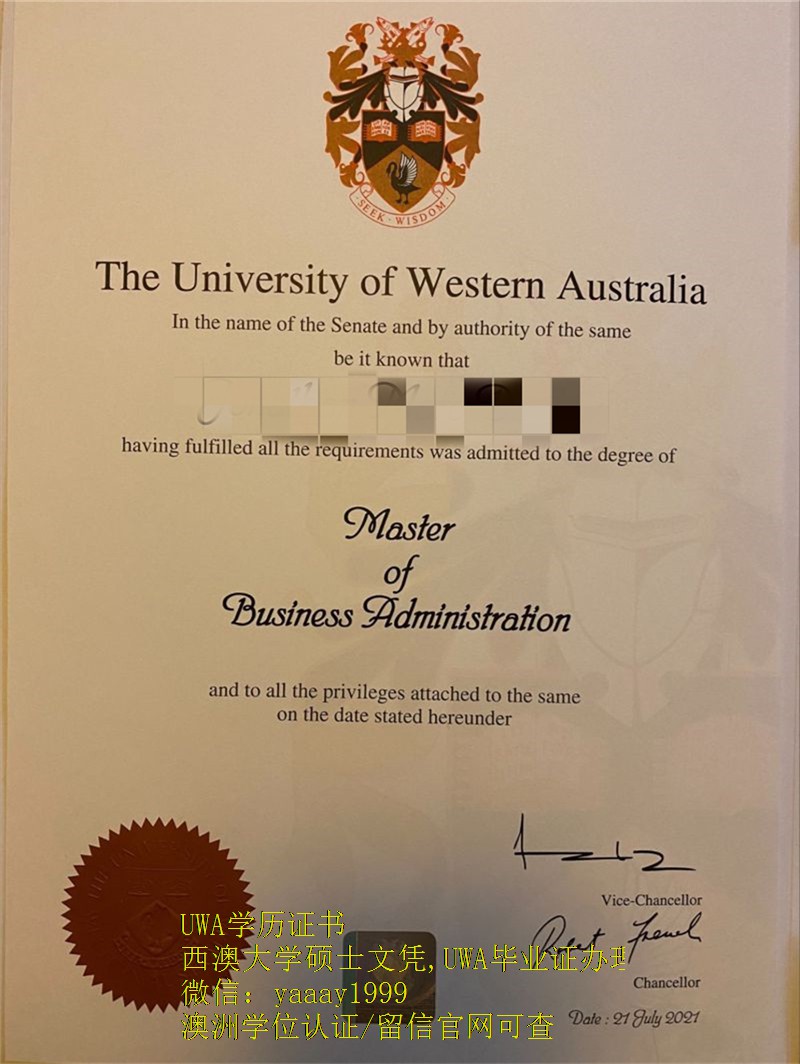 SEEK · WISDOM
The University of Western Australia
In the name of the Senate and by authority of the same
be it known that
having fulfilled all the requirements was admitted to the degree of
Master
of
Business Administration
and to all the privileges attached to the same
on the date stated hereunder
Vice-Chancellor
Robert French
Chancellor
Date : 21 July 2021
UWA学历证书
西澳大学硕士文凭,UWA毕业证办理
微信：yaaay1999
澳洲学位认证/留信官网可查